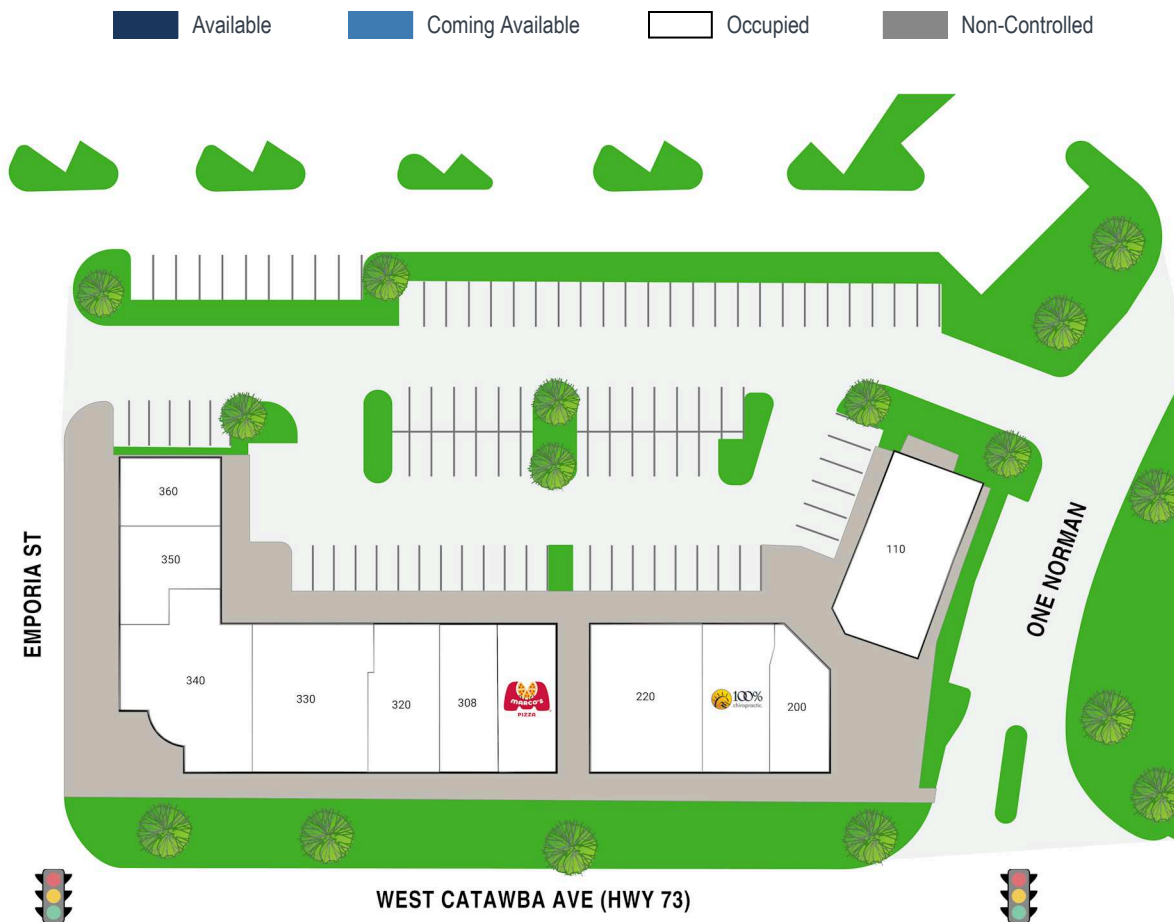 Available
Coming Available
Occupied
Non-Controlled
360
350
340
330
320
308
MARCO'S
PIZZA
220
100%
chiropractic
200
110
EMPORIA ST
ONE NORMAN
WEST CATAWBA AVE (HWY 73)